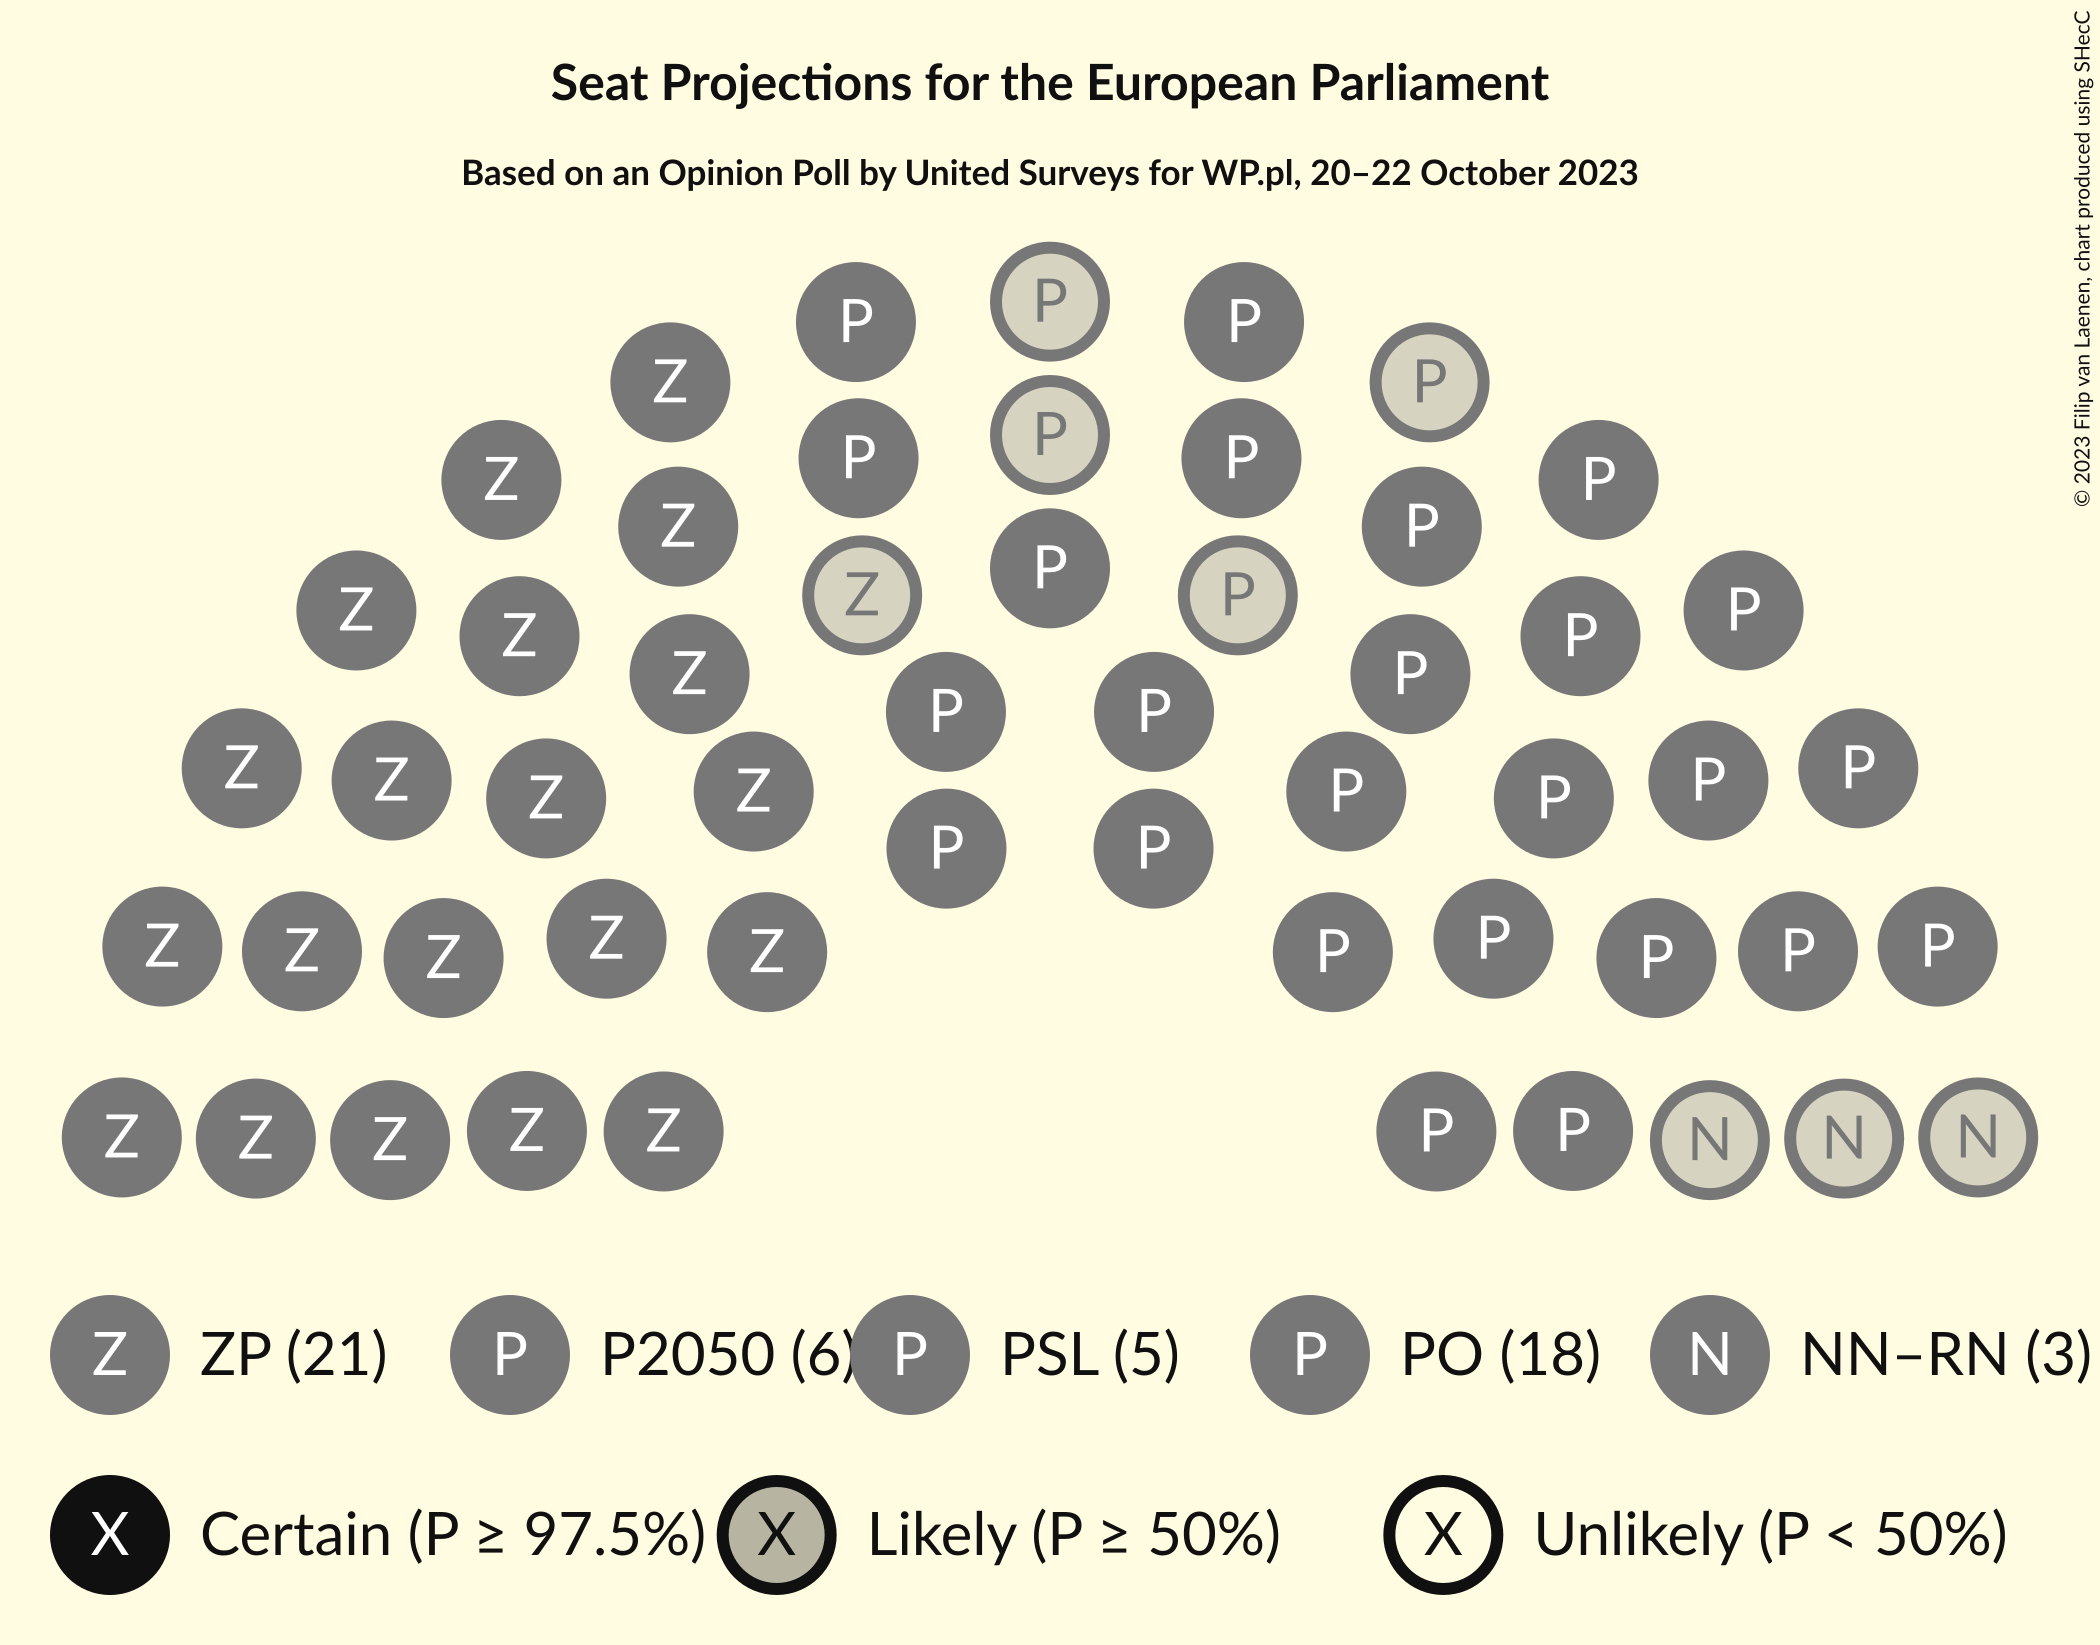 Seat Projections for the European Parliament
Based on an Opinion Poll by United Surveys for WP.pl, 20–22 October 2023
© 2023 Filip van Laenen, chart produced using SHecC
P
P P
Z P
P
P P
Z P
Z P
P
Z P
Z P
Z P
Z P
Z P
P P
Z P
Z P
Z P
Z P
P P
Z P
Z P
Z P
Z P
Z P
Z P
Z P
Z P
Z N
Z N
Z N
Z ZP (21) P P2050 (6) P PSL (5) P PO (18) N NN–RN (3)
X Certain (P ≥ 97.5%) X Likely (P ≥ 50%) X Unlikely (P < 50%)